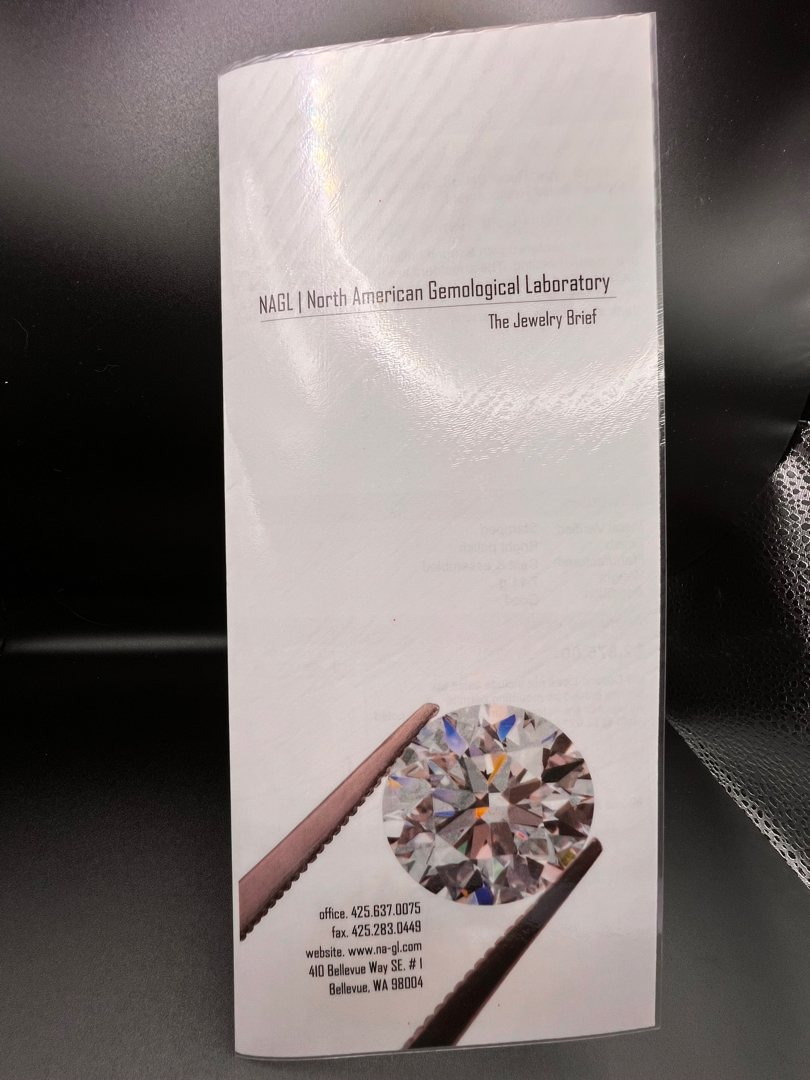 NAGL | North American Gemological Laboratory
The Jewelry Brief
office. 425.637.0075
fax. 425.283.0449
website. www.na-gl.com
410 Bellevue Way SE. # 1
Bellevue, WA 98004